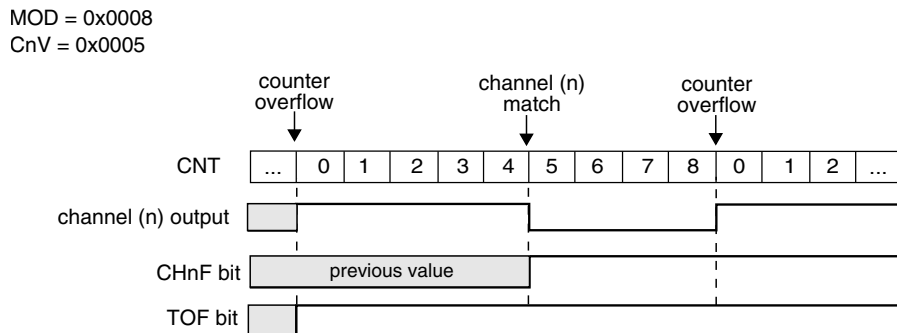 MOD = 0x0008
CnV = 0x0005
counter overflow
channel (n) match
counter overflow
CNT ... 0 1 2 3 4 5 6 7 8 0 1 2 ...
channel (n) output
CHnF bit previous value
TOF bit